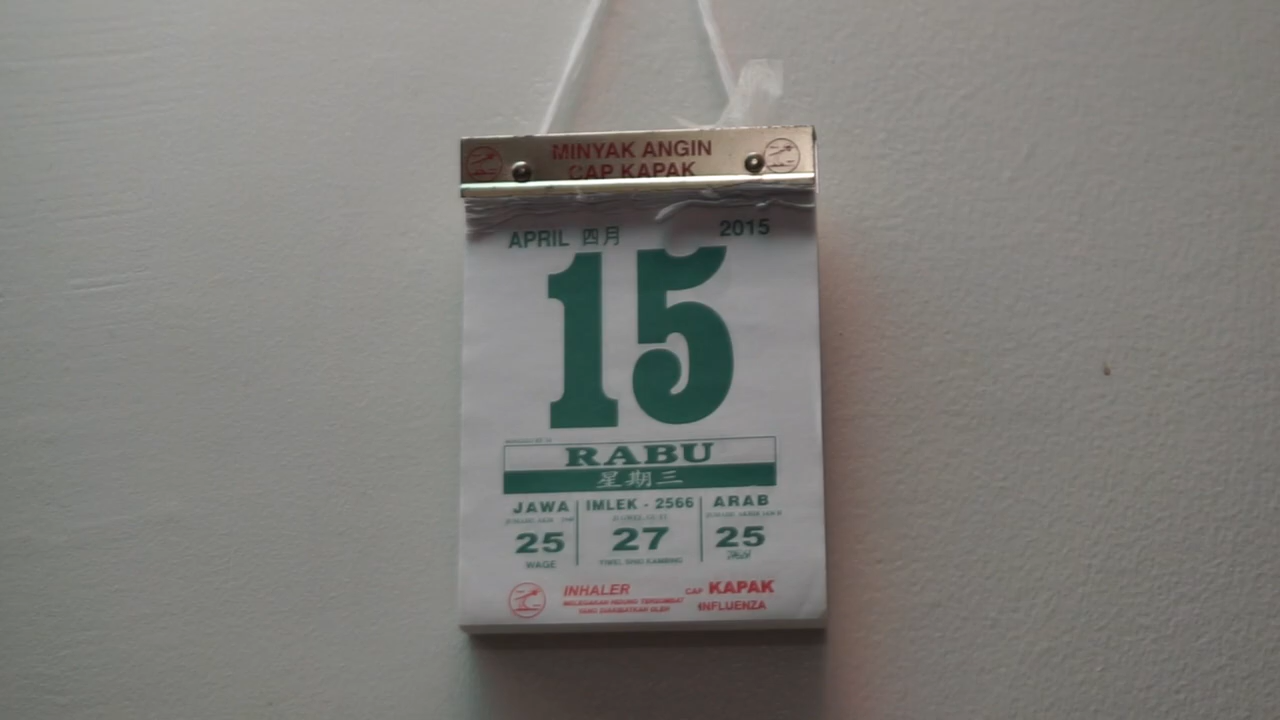 MINYAK ANGIN
CAP KAPAK
APRIL 四月 2015
15
RABU
星期三
JAWA IMLEK - 2566 ARAB
25 27 25
WAGE
INHALER CAP KAPAK
INFLUENZA